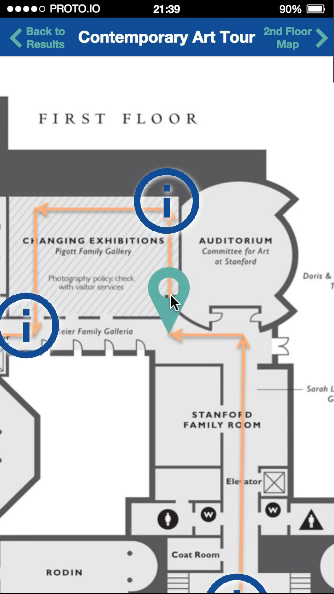 PROTO.IO 21:39 90%
Back to Results
Contemporary Art Tour
2nd Floor Map
FIRST FLOOR
CHANGING EXHIBITIONS
Pigott Family Gallery
Photography policy: check
with visitor services
AUDITORIUM
Committee for Art
at Stanford
Doris &
eier Family Galleria
Sarah L
G
STANFORD
FAMILY ROOM
Elevator
W
W
Coat Room
RODIN
i
i